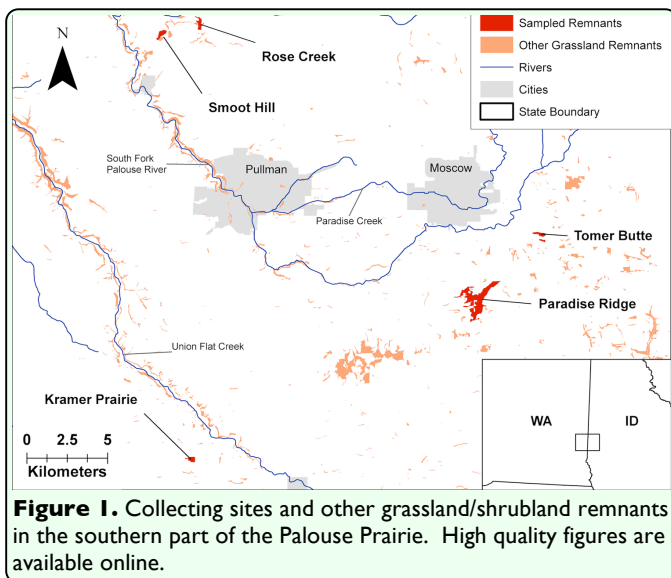 N
Rose Creek
Smoot Hill
Sampled Remnants
Other Grassland Remnants
Rivers
Cities
State Boundary
South Fork
Palouse River
Pullman
Moscow
Paradise Creek
Tomer Butte
Paradise Ridge
Union Flat Creek
Kramer Prairie
0 2.5 5
Kilometers
WA ID
Figure 1. Collecting sites and other grassland/shrubland remnants
in the southern part of the Palouse Prairie. High quality figures are
available online.